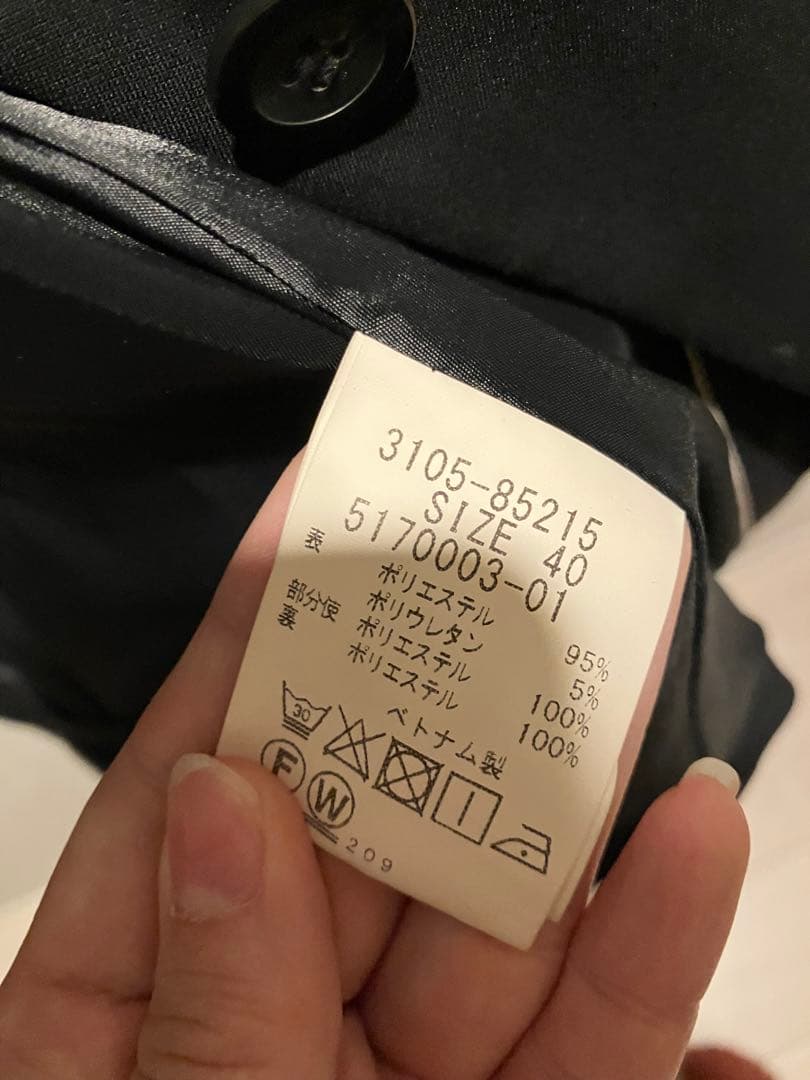 3105-85215
SIZE 40
5170003-01
表 ポリエステル 95%
ポリウレタン 5%
部分使 ポリエステル 100%
裏 ポリエステル 100%
ベトナム製
30
F W
209